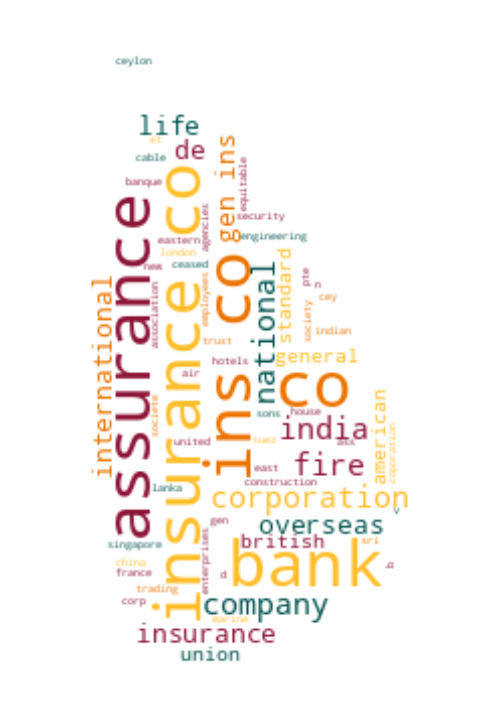 ceylon
life
et
de
cable
gen ins
equitable
banque
assurance
insurance co
ins co
security
agencies
engineering
eastern
london
new
ceased
national
standard
pte
n
cey
international
association
employees
society
indian
trust
general
hotels
air
co
societe
sons
house
american
coporation
india
united
suez
ass
east
fire
construction
lanka
corporation
v
gen
overseas
singapore
enterprises
british
sri
bank
china
france
d
b
trading
corp
company
marine
insurance
union